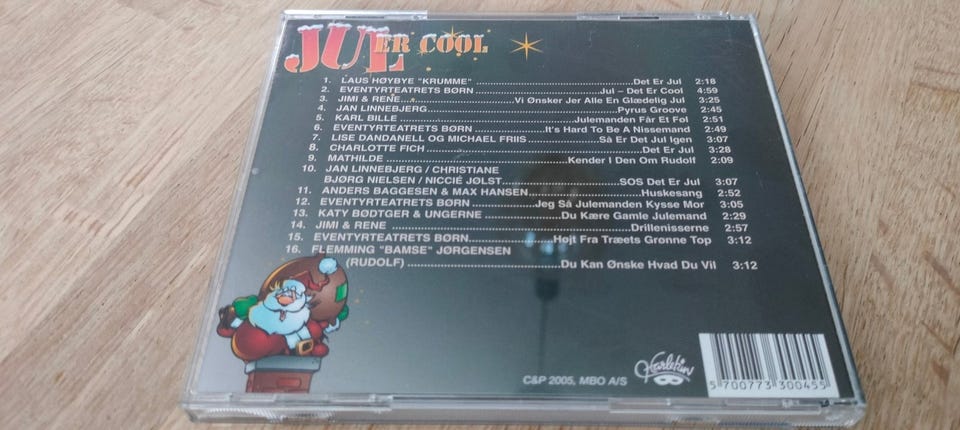 JUL ER COOL
1. LAUS HØYBYE "KRUMME" ........ Det Er Jul 2:18
2. EVENTYRTEATRETS BØRN ........ Jul – Det Er Cool 4:59
3. JIMI & RENE ........ Vi Ønsker Jer Alle En Glædelig Jul 3:25
4. JAN LINNEBJERG ........ Pyrus Groove 2:45
5. KARL BILLE ........ Julemanden Får Et Føl 2:51
6. EVENTYRTEATRETS BØRN ........ It's Hard To Be A Nissemand 2:49
7. LISE DANDANELL OG MICHAEL FRIIS ........ Så Er Det Jul Igen 3:07
8. CHARLOTTE FICH ........ Det Er Jul 3:28
9. MATHILDE ........ Kender I Den Om Rudolf 2:09
10. JAN LINNEBJERG / CHRISTIANE
BJØRG NIELSEN / NICCIÉ JØLST ........ SOS Det Er Jul 3:07
11. ANDERS BAGGESEN & MAX HANSEN ........ Huskesang 2:52
12. EVENTYRTEATRETS BØRN ........ Jeg Så Julemanden Kysse Mor 3:05
13. KATY BØDTGER & UNGERNE ........ Du Kære Gamle Julemand 2:29
14. JIMI & RENE ........ Drillenisserne 2:57
15. EVENTYRTEATRETS BØRN ........ Højt Fra Træets Grønne Top 3:12
16. FLEMMING "BAMSE" JØRGENSEN
(RUDOLF) ........ Du Kan Ønske Hvad Du Vil 3:12
C&P 2005, MBO A/S
Harlekin
5 700773 300455